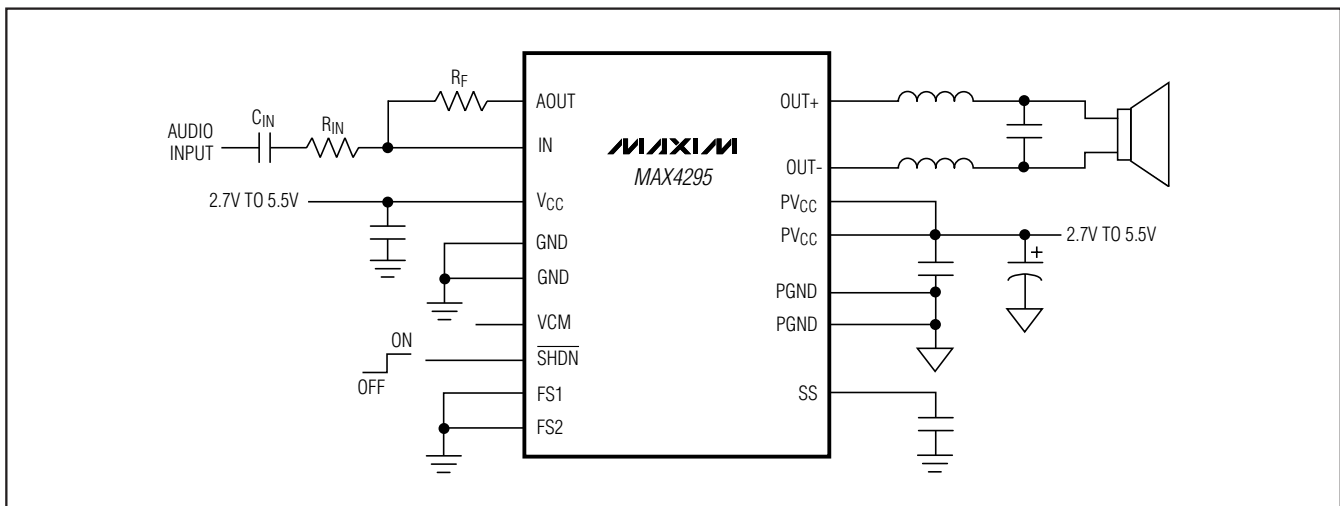 RF
AOUT
CIN
RIN
AUDIO
INPUT
IN
2.7V TO 5.5V
VCC
GND
GND
VCM
ON
OFF
SHDN
FS1
FS2
MAXIM
MAX4295
OUT+
OUT-
PVCC
PVCC
2.7V TO 5.5V
+
PGND
PGND
SS